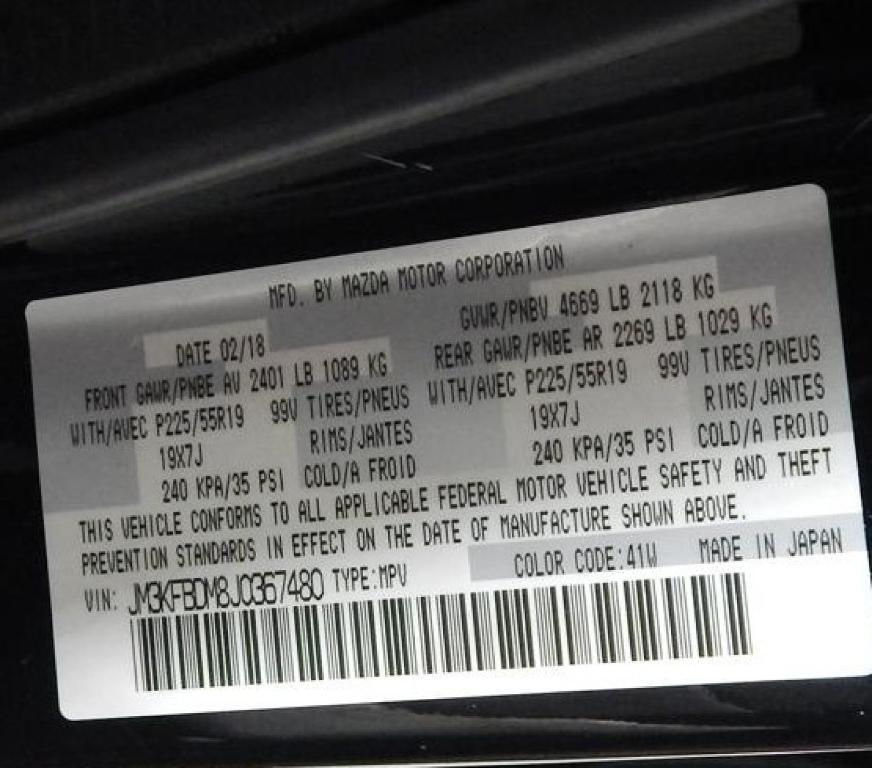 MFD. BY MAZDA MOTOR CORPORATION
DATE 02/18
GVWR/PNBV 4669 LB 2118 KG
FRONT GAWR/PNBE AV 2401 LB 1089 KG
REAR GAWR/PNBE AR 2269 LB 1029 KG
WITH/AVEC P225/55R19 99V TIRES/PNEUS
WITH/AVEC P225/55R19 99V TIRES/PNEUS
19X7J RIMS/JANTES
19X7J RIMS/JANTES
240 KPA/35 PSI COLD/A FROID
240 KPA/35 PSI COLD/A FROID
THIS VEHICLE CONFORMS TO ALL APPLICABLE FEDERAL MOTOR VEHICLE SAFETY AND THEFT
PREVENTION STANDARDS IN EFFECT ON THE DATE OF MANUFACTURE SHOWN ABOVE.
COLOR CODE:41W MADE IN JAPAN
VIN: JM3KFBDM8J0367480 TYPE:MPV